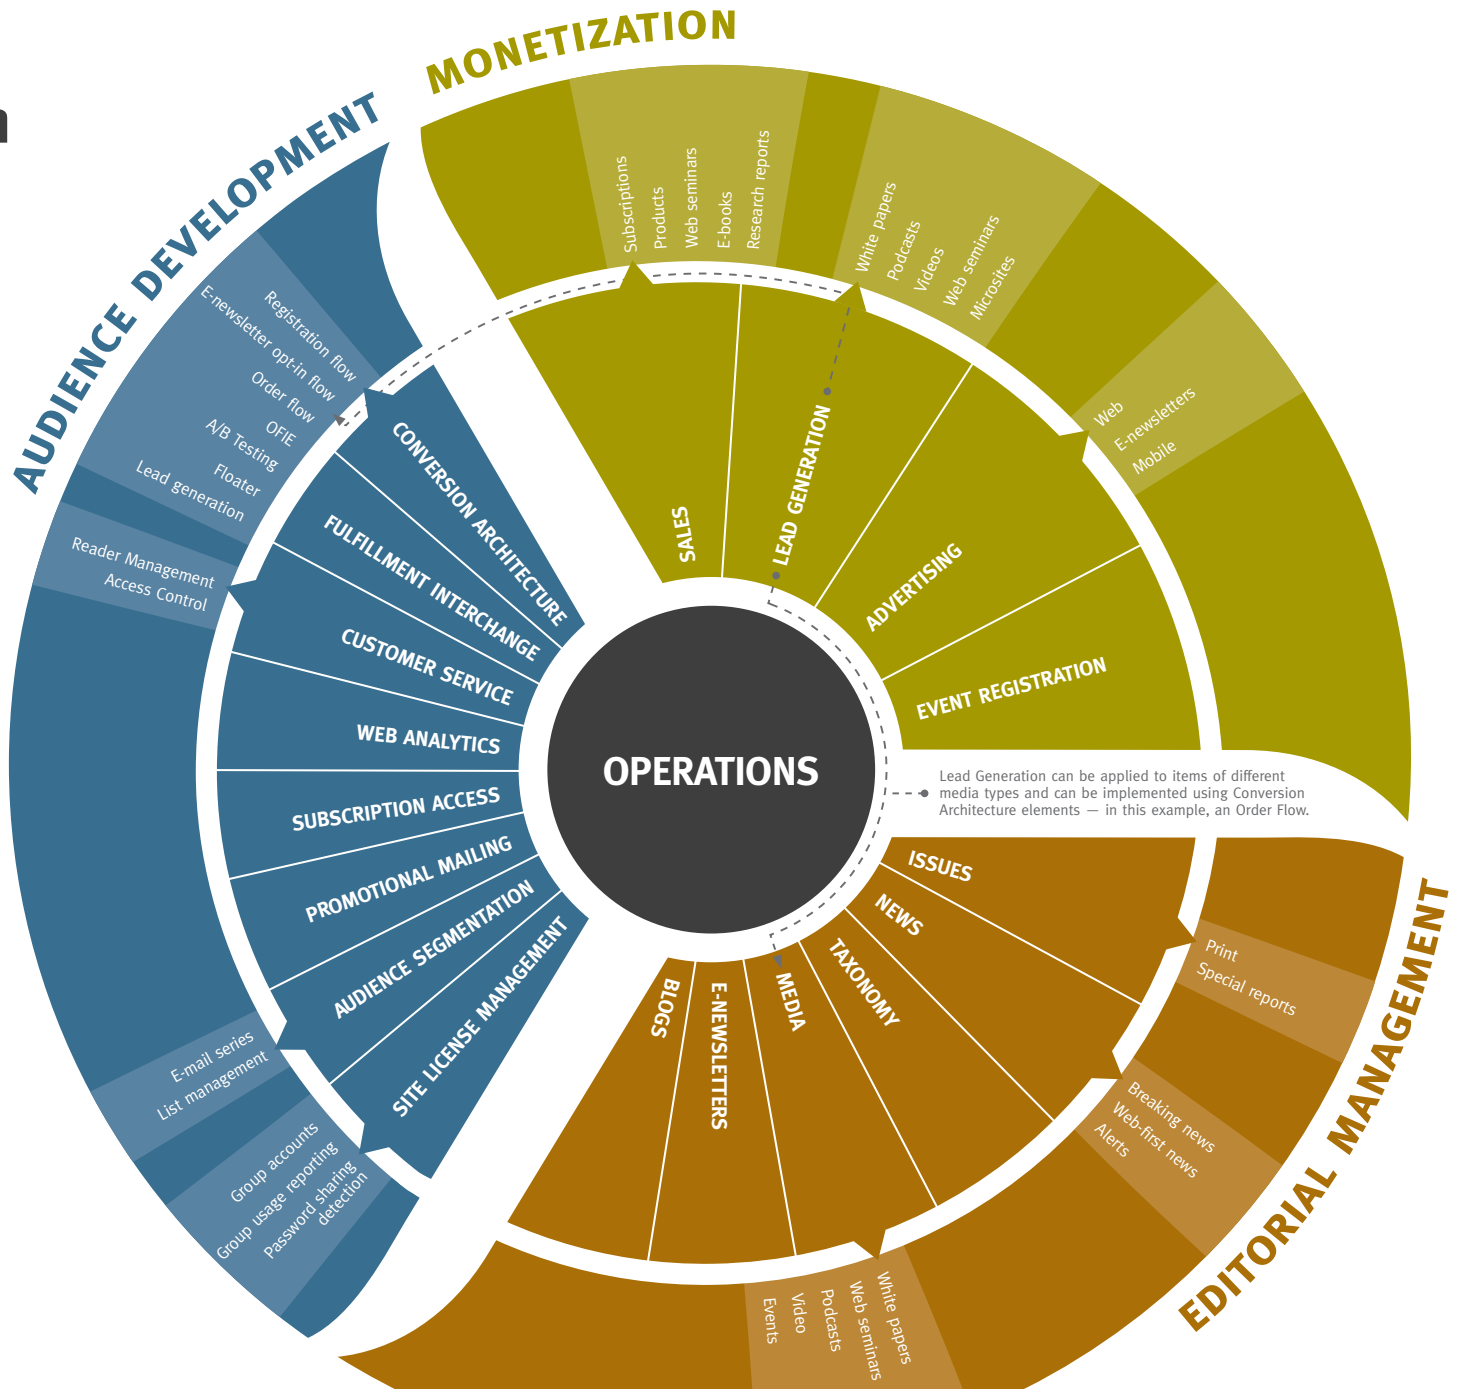 MONETIZATION
Subscriptions
Products
Web seminars
E-books
Research reports
White papers
Podcasts
Videos
Web seminars
Microsites
Web
E-newsletters
Mobile
SALES
LEAD GENERATION
ADVERTISING
EVENT REGISTRATION
AUDIENCE DEVELOPMENT
Registration flow
E-newsletter opt-in flow
Order flow
OFIE
A/B Testing
Floater
Lead generation
Reader Management
Access Control
CONVERSION ARCHITECTURE
FULFILLMENT INTERCHANGE
CUSTOMER SERVICE
WEB ANALYTICS
SUBSCRIPTION ACCESS
PROMOTIONAL MAILING
AUDIENCE SEGMENTATION
SITE LICENSE MANAGEMENT
E-mail series
List management
Group accounts
Group usage reporting
Password sharing
detection
OPERATIONS
Lead Generation can be applied to items of different
media types and can be implemented using Conversion
Architecture elements — in this example, an Order Flow.
EDITORIAL MANAGEMENT
ISSUES
NEWS
TAXONOMY
MEDIA
E-NEWSLETTERS
BLOGS
Print
Special reports
Breaking news
Web-first news
Alerts
White papers
Web seminars
Podcasts
Video
Events